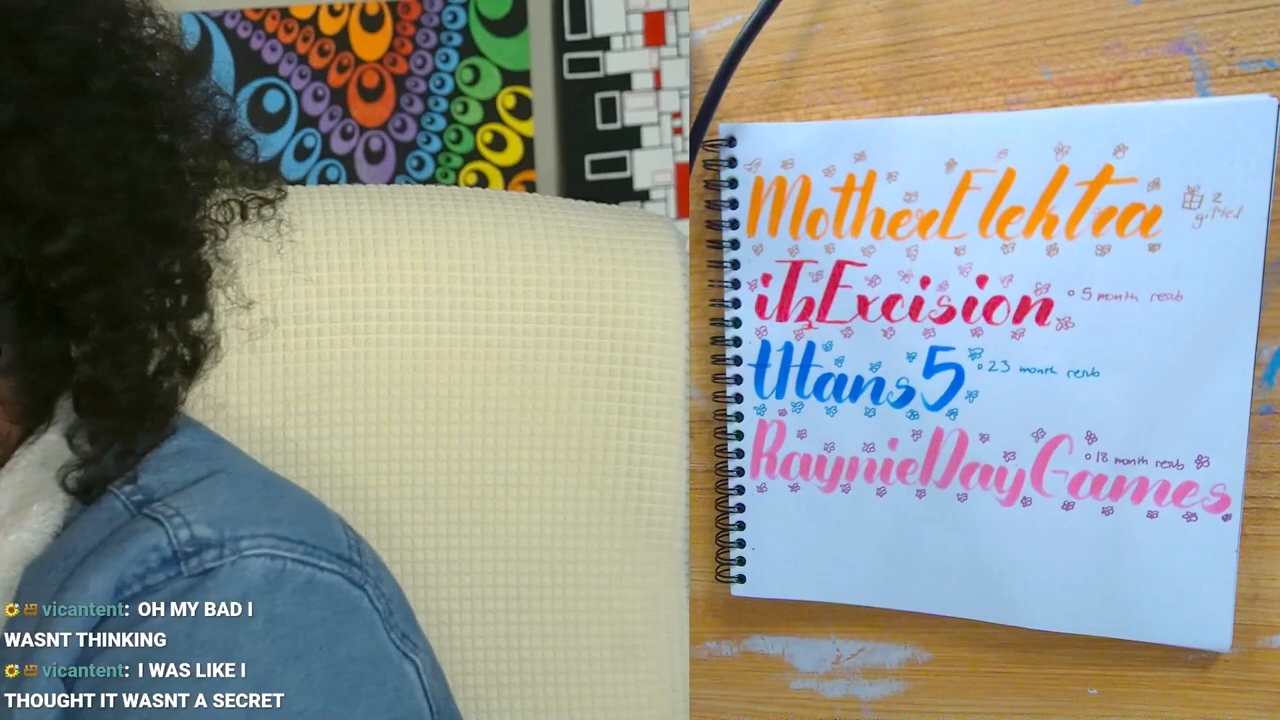 vicantent: OH MY BAD I
WASNT THINKING
vicantent: I WAS LIKE I
THOUGHT IT WASNT A SECRET
MotherElektra
2 gifted
ihExcision
5 month resub
tHans5
23 month resub
RaynieDayGames
18 month resub